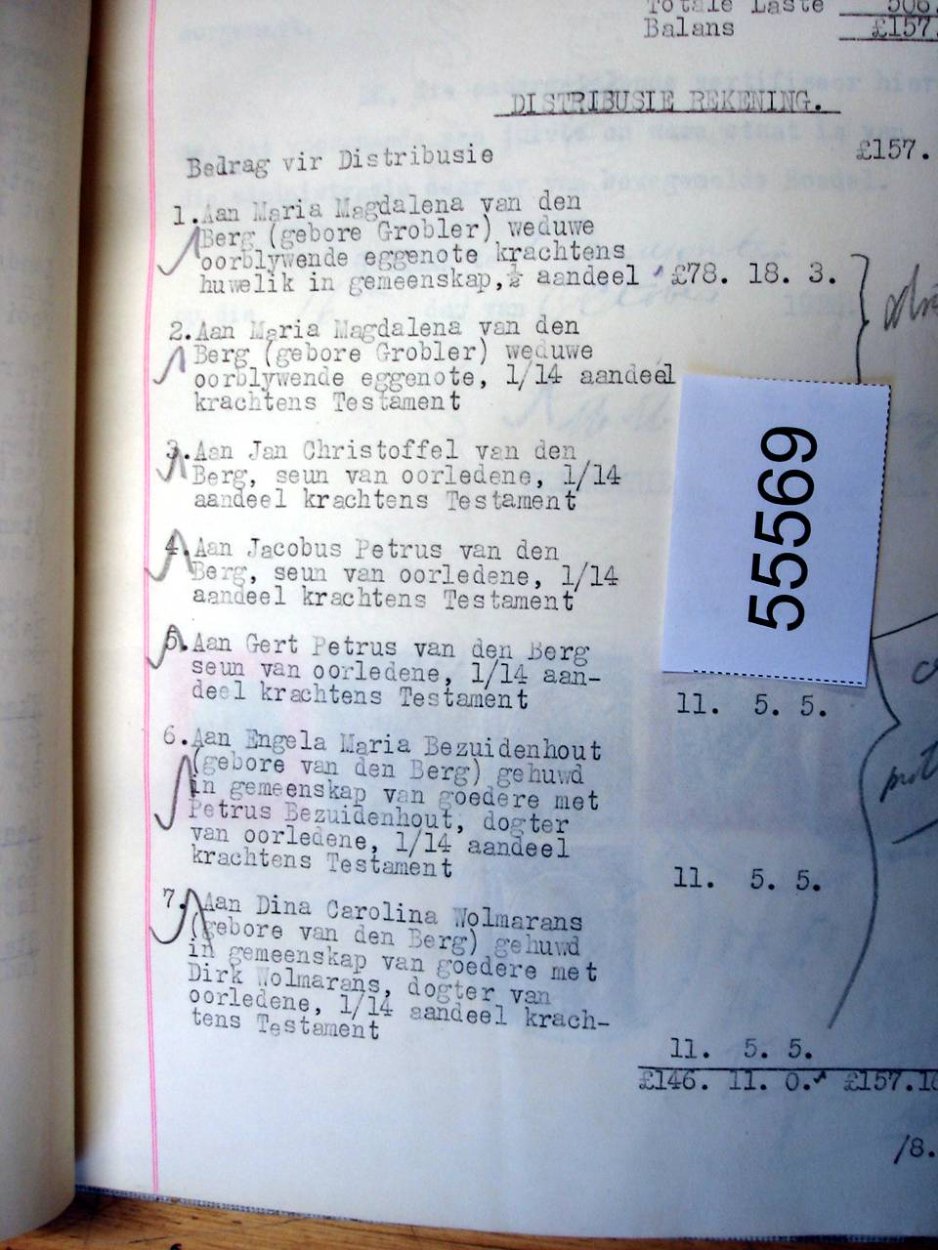 Totale Laste 506.
Balans £157.
DISTRIBUSIE REKENING.
Bedrag vir Distribusie £157.
1. Aan Maria Magdalena van den
Berg (gebore Grobler) weduwe
oorblywende eggenote krachtens
huwelik in gemeenskap, ½ aandeel £78. 18. 3.
2. Aan Maria Magdalena van den
Berg (gebore Grobler) weduwe
oorblywende eggenote, 1/14 aandeel
krachtens Testament
3. Aan Jan Christoffel van den
Berg, seun van oorledene, 1/14
aandeel krachtens Testament
4. Aan Jacobus Petrus van den
Berg, seun van oorledene, 1/14
aandeel krachtens Testament
55569
5. Aan Gert Petrus van den Berg
seun van oorledene, 1/14 aan-
deel krachtens Testament 11. 5. 5.
6. Aan Engela Maria Bezuidenhout
(gebore van den Berg) gehuwd
in gemeenskap van goedere met
Petrus Bezuidenhout, dogter
van oorledene, 1/14 aandeel
krachtens Testament 11. 5. 5.
7. Aan Dina Carolina Wolmarans
(gebore van den Berg) gehuwd
in gemeenskap van goedere met
Dirk Wolmarans, dogter van
oorledene, 1/14 aandeel krach-
tens Testament 11. 5. 5.
£146. 11. 0. £157.10
/8.